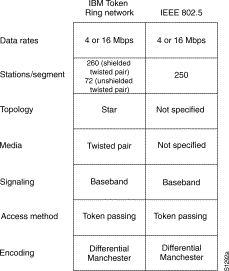 IBM Token
Ring network
IEEE 802.5
Data rates
4 or 16 Mbps
4 or 16 Mbps
Stations/segment
260 (shielded
twisted pair)
72 (unshielded
twisted pair)
250
Topology
Star
Not specified
Media
Twisted pair
Not specified
Signaling
Baseband
Baseband
Access method
Token passing
Token passing
Encoding
Differential
Manchester
Differential
Manchester
S1292a